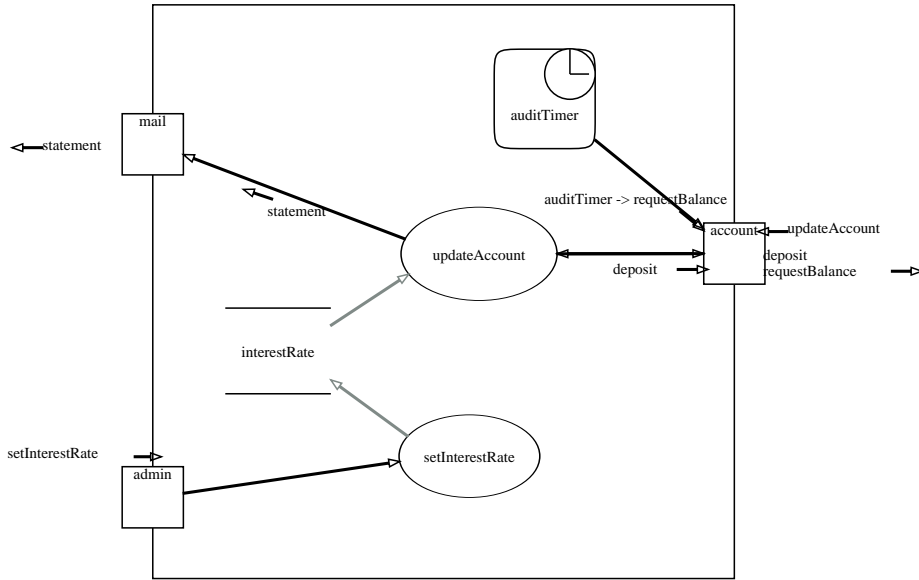 auditTimer
mail
statement
statement
auditTimer -> requestBalance
account
updateAccount
updateAccount
deposit
requestBalance
deposit
interestRate
setInterestRate
admin
setInterestRate